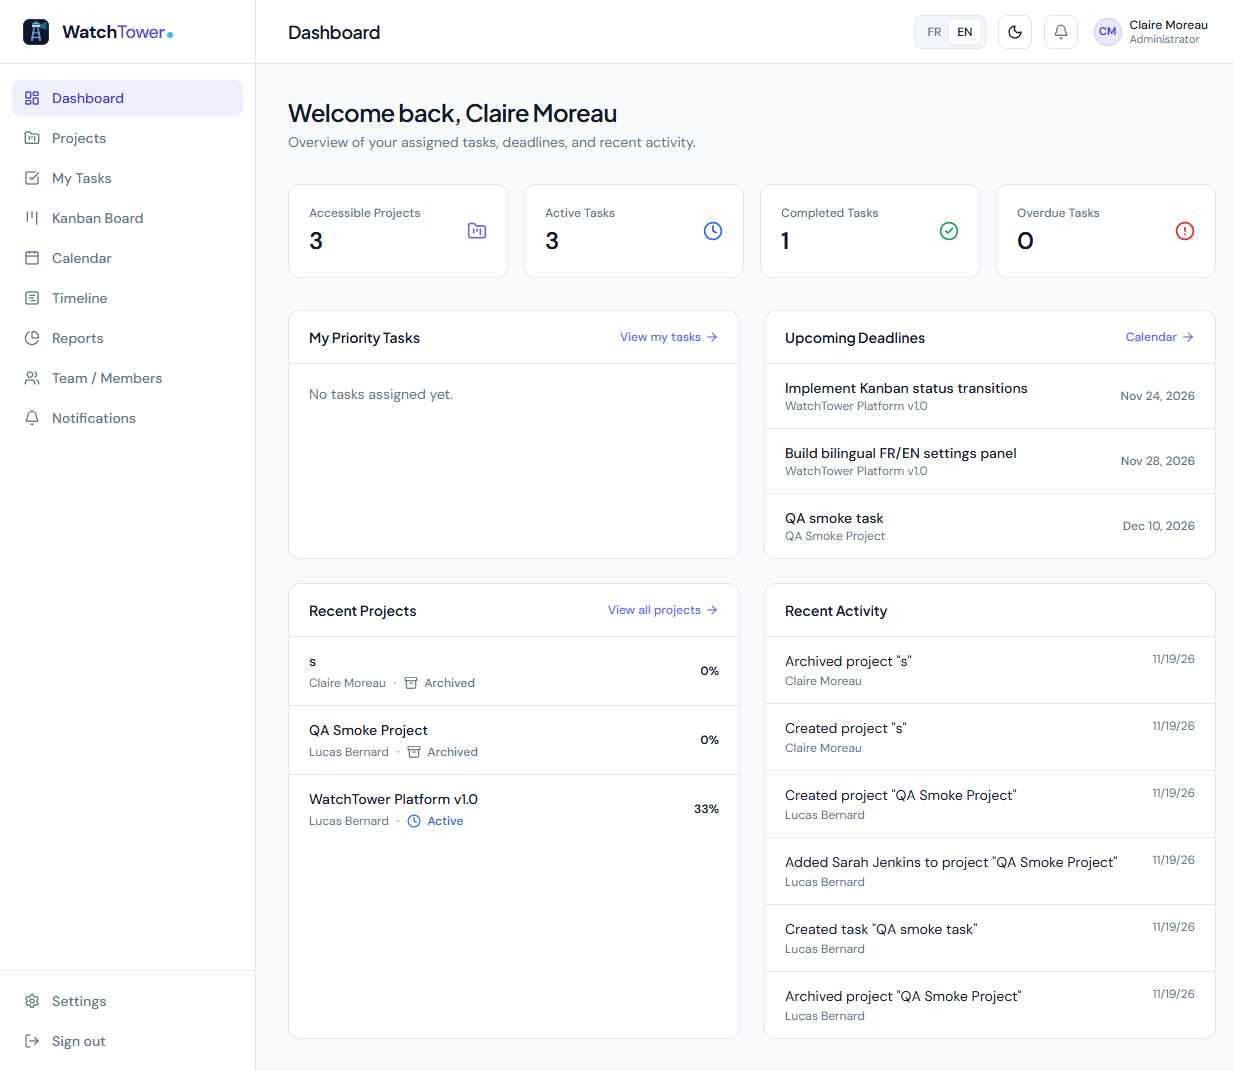 WatchTower
Dashboard
FR EN
CM
Claire Moreau
Administrator
Dashboard
Projects
My Tasks
Kanban Board
Calendar
Timeline
Reports
Team / Members
Notifications
Settings
Sign out
Welcome back, Claire Moreau
Overview of your assigned tasks, deadlines, and recent activity.
Accessible Projects
3
Active Tasks
3
Completed Tasks
1
Overdue Tasks
0
My Priority Tasks
View my tasks →
No tasks assigned yet.
Upcoming Deadlines
Calendar →
Implement Kanban status transitions
WatchTower Platform v1.0
Nov 24, 2026
Build bilingual FR/EN settings panel
WatchTower Platform v1.0
Nov 28, 2026
QA smoke task
QA Smoke Project
Dec 10, 2026
Recent Projects
View all projects →
s
Claire Moreau · Archived
0%
QA Smoke Project
Lucas Bernard · Archived
0%
WatchTower Platform v1.0
Lucas Bernard · Active
33%
Recent Activity
Archived project "s"
Claire Moreau
11/19/26
Created project "s"
Claire Moreau
11/19/26
Created project "QA Smoke Project"
Lucas Bernard
11/19/26
Added Sarah Jenkins to project "QA Smoke Project"
Lucas Bernard
11/19/26
Created task "QA smoke task"
Lucas Bernard
11/19/26
Archived project "QA Smoke Project"
Lucas Bernard
11/19/26